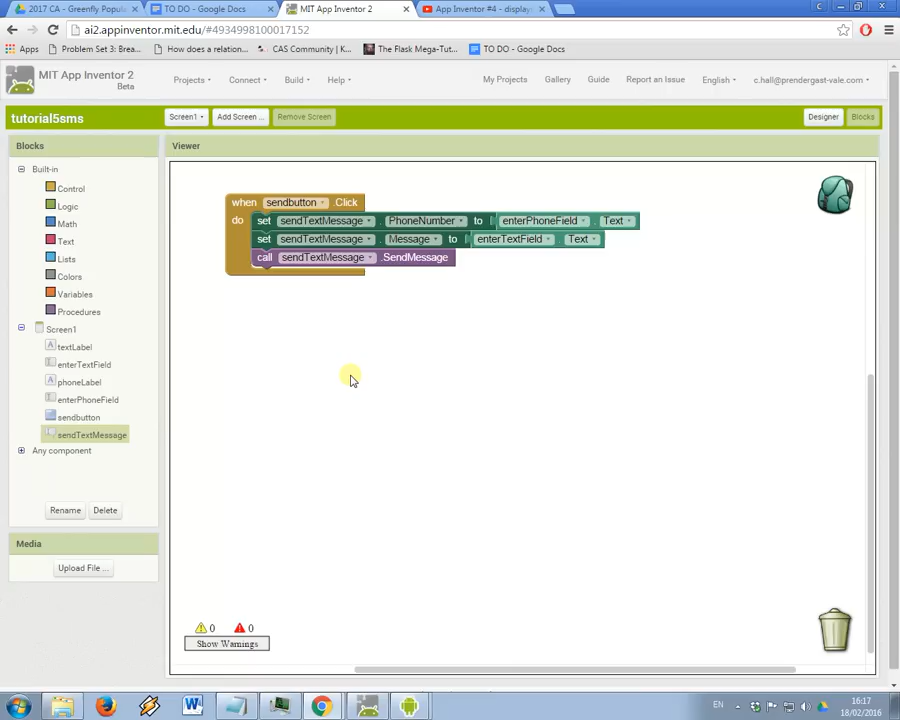 2017 CA - Greenfly Popula
TO DO - Google Docs
MIT App Inventor 2
App Inventor #4 - display
ai2.appinventor.mit.edu/#4934998100017152
Apps
Problem Set 3: Brea...
How does a relation...
CAS Community | K...
The Flask Mega-Tut...
TO DO - Google Docs
MIT App Inventor 2
Beta
Projects
Connect
Build
Help
My Projects
Gallery
Guide
Report an Issue
English
c.hall@prendergast-vale.com
tutorial5sms
Screen1
Add Screen ...
Remove Screen
Designer
Blocks
Blocks
Viewer
Built-in
Control
Logic
Math
Text
Lists
Colors
Variables
Procedures
Screen1
textLabel
enterTextField
phoneLabel
enterPhoneField
sendbutton
sendTextMessage
Any component
Rename
Delete
Media
Upload File ...
when sendbutton .Click
do set sendTextMessage . PhoneNumber to enterPhoneField . Text
set sendTextMessage . Message to enterTextField . Text
call sendTextMessage .SendMessage
0 0
Show Warnings
EN
16:17
18/02/2016